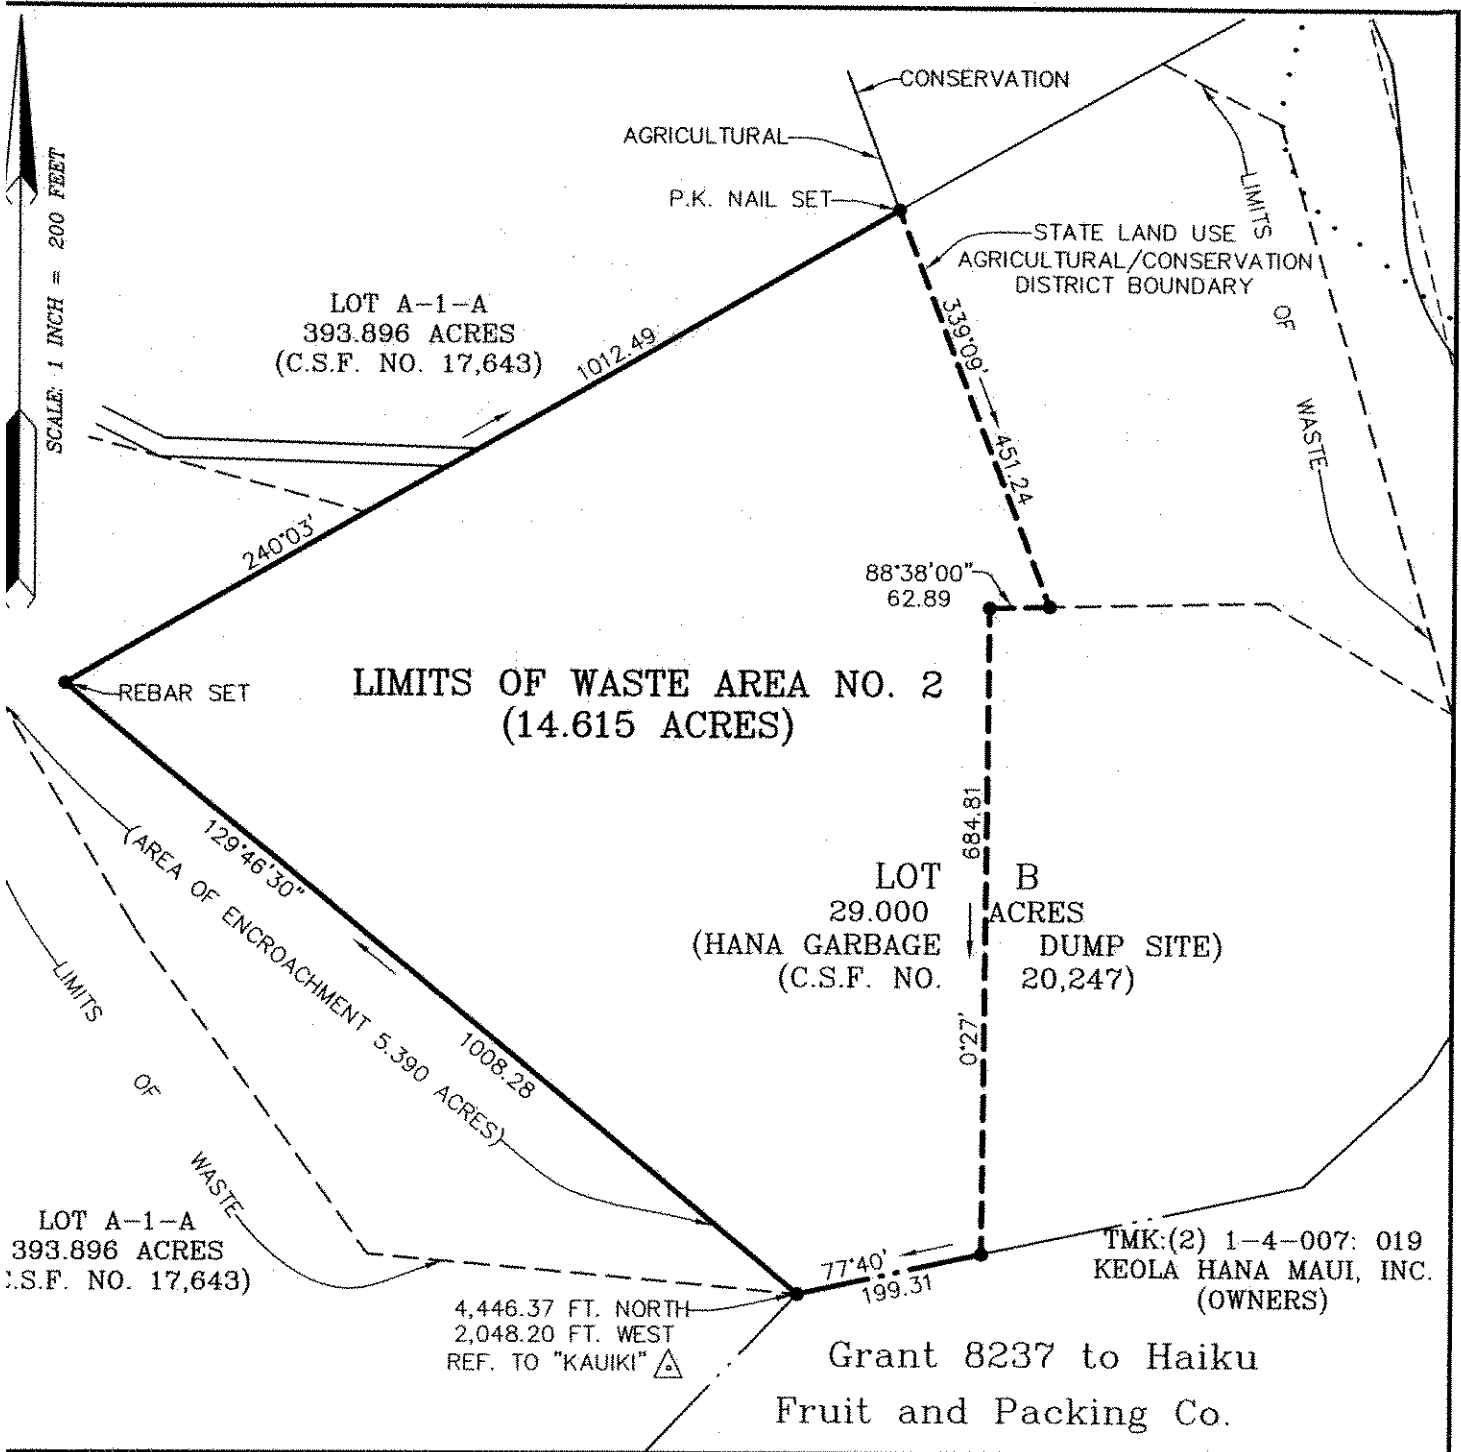 CONSERVATION
AGRICULTURAL
P.K. NAIL SET
SCALE: 1 INCH = 200 FEET
STATE LAND USE
AGRICULTURAL/CONSERVATION
DISTRICT BOUNDARY
LIMITS
OF
WASTE
LOT A-1-A
393.896 ACRES
(C.S.F. NO. 17,643)
1012.49
240°03'
339°09'
451.24
88°38'00"
62.89
REBAR SET
LIMITS OF WASTE AREA NO. 2
(14.615 ACRES)
129°46'30"
1008.28
(AREA OF ENCROACHMENT 5.390 ACRES)
684.81
0°27'
LOT B
29.000 ACRES
(HANA GARBAGE DUMP SITE)
(C.S.F. NO. 20,247)
LIMITS
OF
WASTE
LOT A-1-A
393.896 ACRES
C.S.F. NO. 17,643)
77°40'
199.31
4,446.37 FT. NORTH
2,048.20 FT. WEST
REF. TO "KAUIKI"
TMK:(2) 1-4-007: 019
KEOLA HANA MAUI, INC.
(OWNERS)
Grant 8237 to Haiku
Fruit and Packing Co.